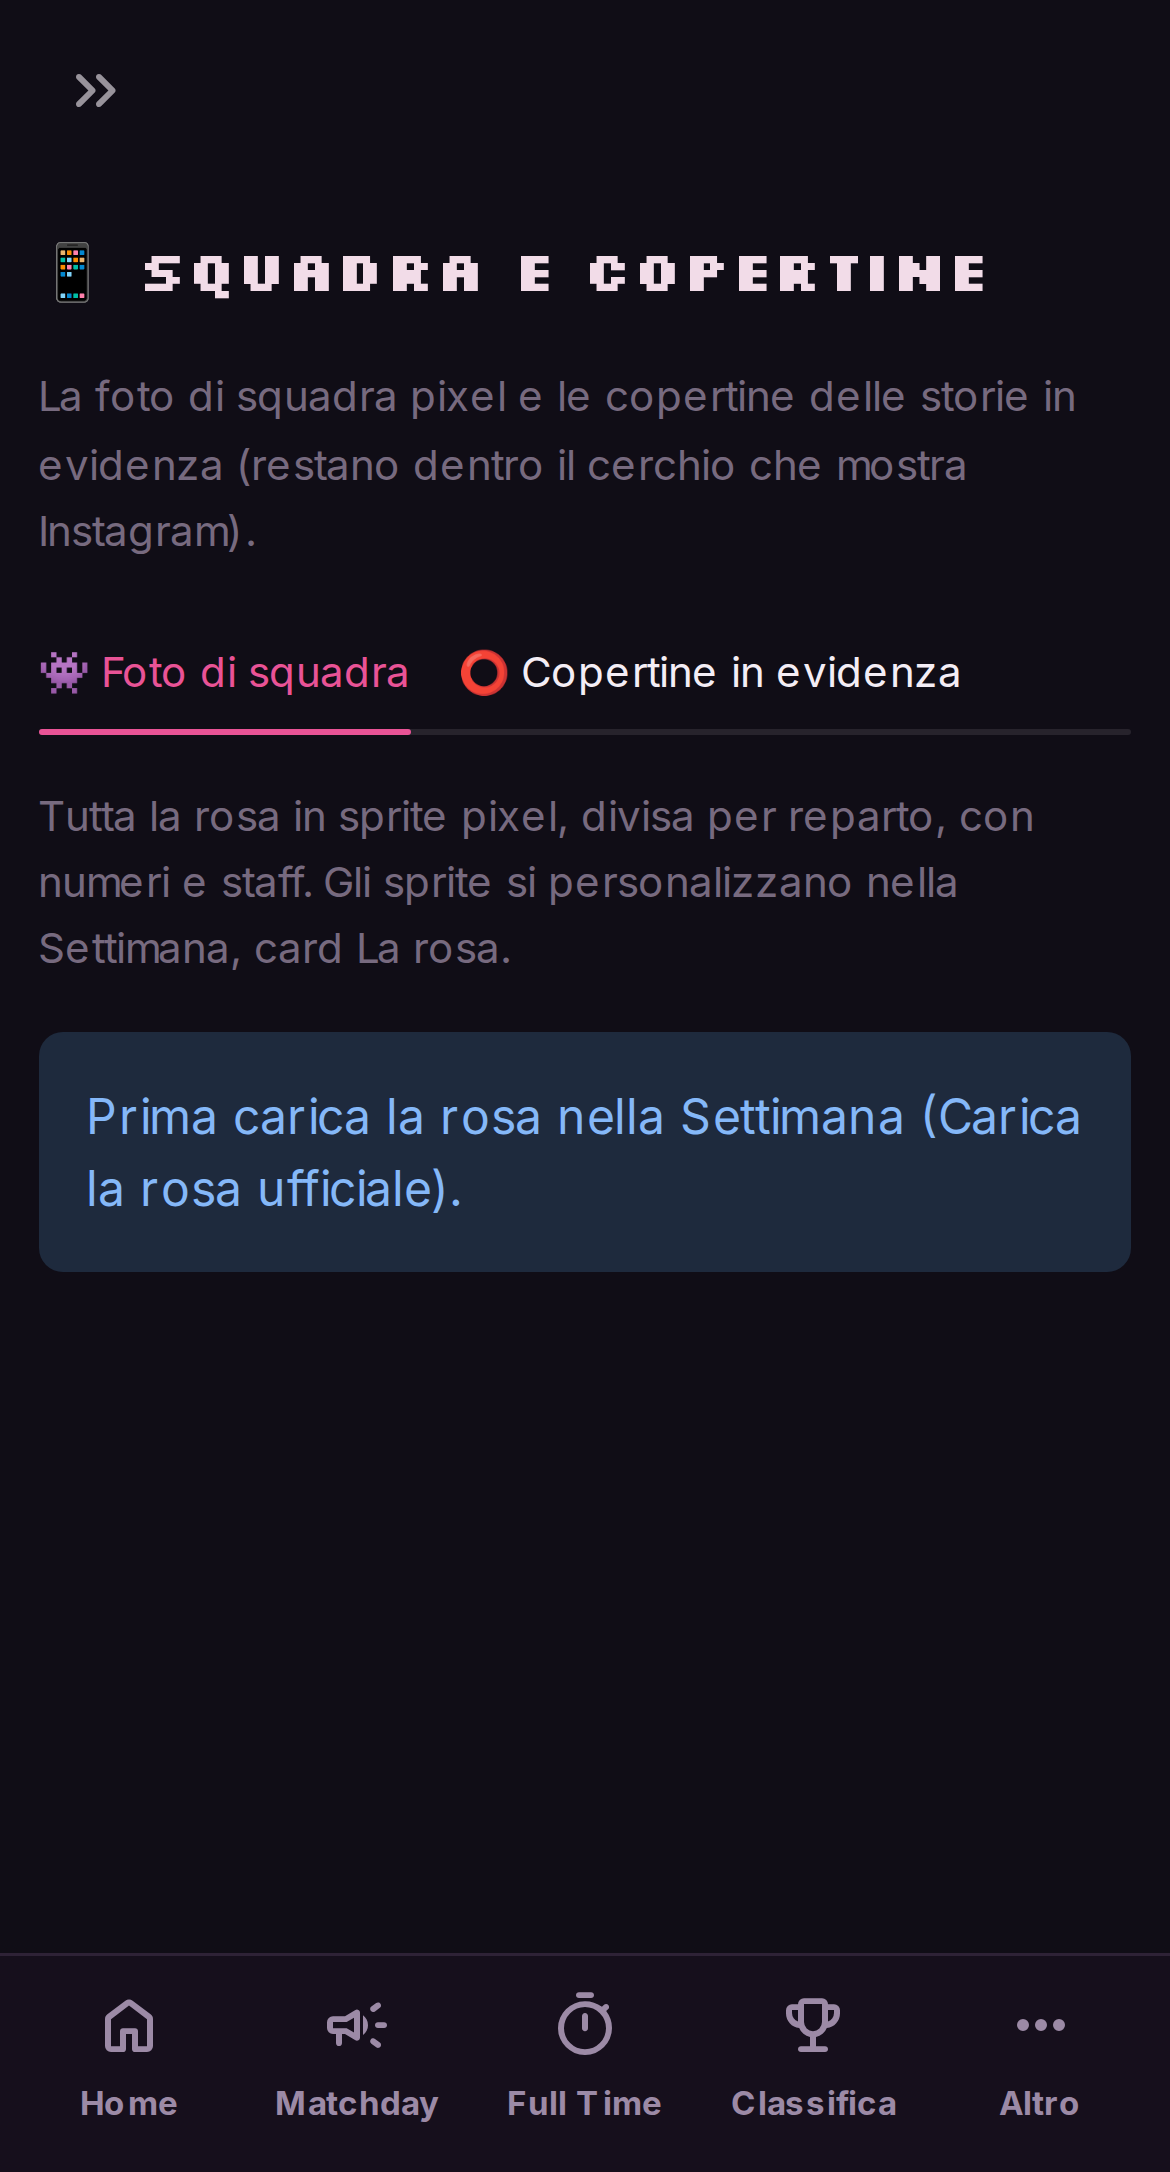 SQUADRA E COPERTINE
La foto di squadra pixel e le copertine delle storie in
evidenza (restano dentro il cerchio che mostra
Instagram).
Foto di squadra
Copertine in evidenza
Tutta la rosa in sprite pixel, divisa per reparto, con
numeri e staff. Gli sprite si personalizzano nella
Settimana, card La rosa.
Prima carica la rosa nella Settimana (Carica
la rosa ufficiale).
Home
Matchday
Full Time
Classifica
Altro